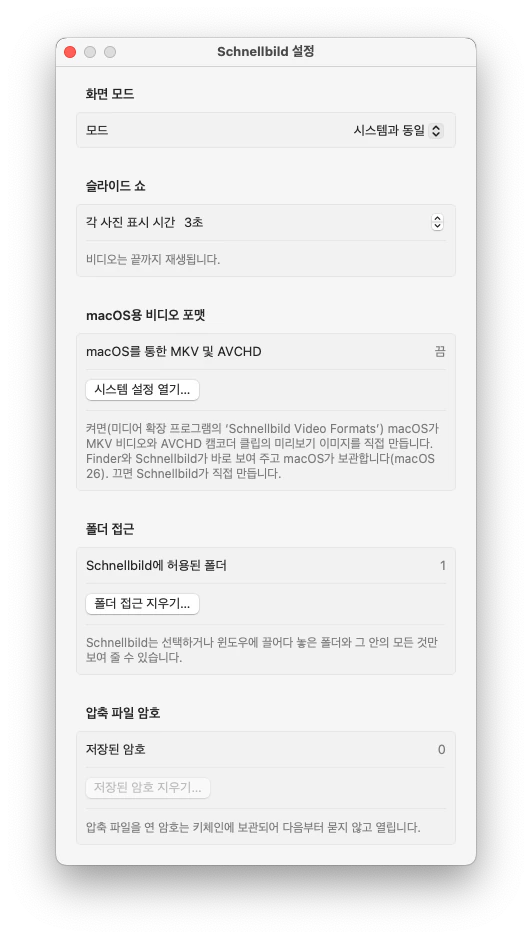 Schnellbild 설정
화면 모드
모드 시스템과 동일
슬라이드 쇼
각 사진 표시 시간 3초
비디오는 끝까지 재생됩니다.
macOS용 비디오 포맷
macOS를 통한 MKV 및 AVCHD 끔
시스템 설정 열기...
켜면(미디어 확장 프로그램의 ‘Schnellbild Video Formats’) macOS가
MKV 비디오와 AVCHD 캠코더 클립의 미리보기 이미지를 직접 만듭니다.
Finder와 Schnellbild가 바로 보여 주고 macOS가 보관합니다(macOS
26). 끄면 Schnellbild가 직접 만듭니다.
폴더 접근
Schnellbild에 허용된 폴더 1
폴더 접근 지우기...
Schnellbild는 선택하거나 윈도우에 끌어다 놓은 폴더와 그 안의 모든 것만
보여 줄 수 있습니다.
압축 파일 암호
저장된 암호 0
저장된 암호 지우기...
압축 파일을 연 암호는 키체인에 보관되어 다음부터 묻지 않고 열립니다.